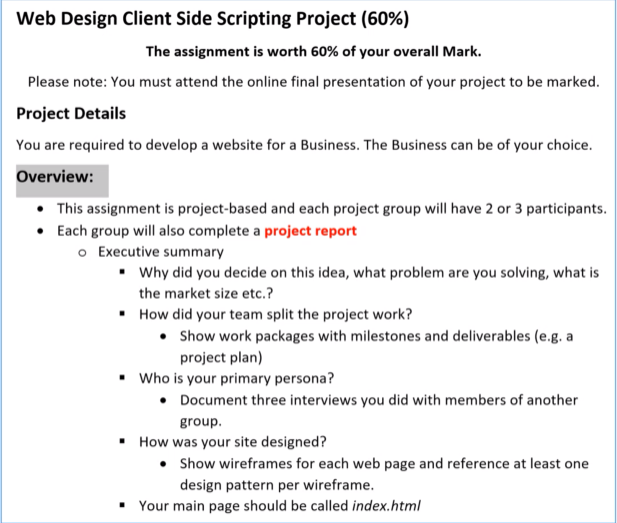 Web Design Client Side Scripting Project (60%)
The assignment is worth 60% of your overall Mark.
Please note: You must attend the online final presentation of your project to be marked.
Project Details
You are required to develop a website for a Business. The Business can be of your choice.
Overview:
• This assignment is project-based and each project group will have 2 or 3 participants.
• Each group will also complete a project report
o Executive summary
▪ Why did you decide on this idea, what problem are you solving, what is
the market size etc.?
▪ How did your team split the project work?
• Show work packages with milestones and deliverables (e.g. a
project plan)
▪ Who is your primary persona?
• Document three interviews you did with members of another
group.
▪ How was your site designed?
• Show wireframes for each web page and reference at least one
design pattern per wireframe.
▪ Your main page should be called index.html